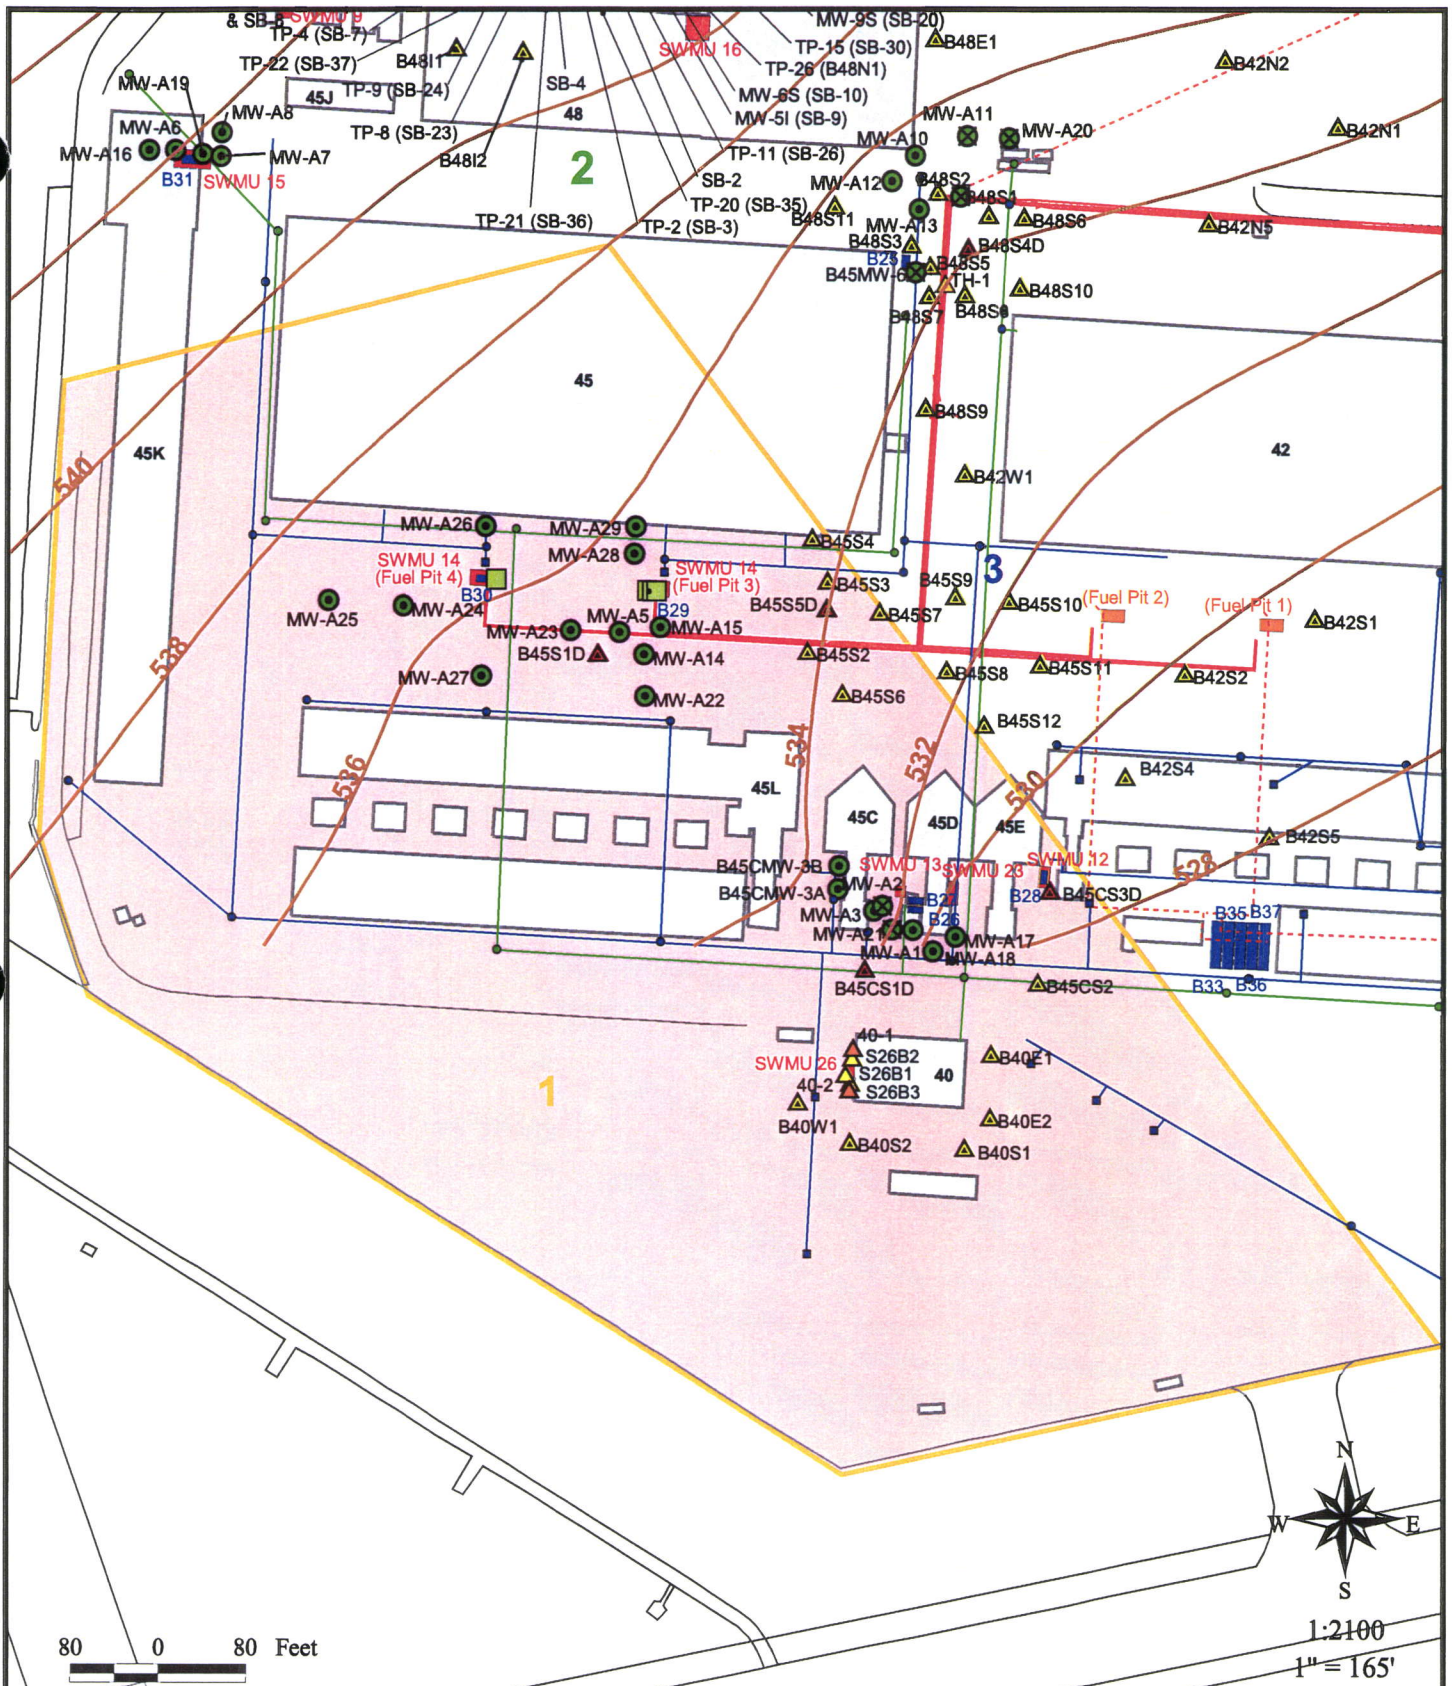 & SB-8
SWMU 9
TP-4 (SB-7)
TP-22 (SB-37)
B48I1
MW-A19
TP-9 (SB-24)
45J
MW-A8
TP-8 (SB-23)
B48I2
SB-4
48
SWMU 16
MW-9S (SB-20)
B48E1
TP-15 (SB-30)
TP-26 (B48N1)
MW-6S (SB-10)
MW-5I (SB-9)
B42N2
B42N1
MW-A11
MW-A20
MW-A10
TP-11 (SB-26)
MW-A6
MW-A16
MW-A7
B31
SWMU 15
2
SB-2
MW-A12
B48S2
B48S1
TP-20 (SB-35)
B48S11
TP-21 (SB-36)
TP-2 (SB-3)
MW-A13
B48S6
B42N5
B48S3
B48S4D
B25
B48S5
B45MW-6
TH-1
B48S10
B48S7
B48S8
45
B48S9
42
45K
540
B42W1
MW-A26
MW-A29
B45S4
MW-A28
SWMU 14
(Fuel Pit 4)
SWMU 14
(Fuel Pit 3)
B30
B29
3
B45S3
B45S9
B45S5D
B45S7
B45S10
(Fuel Pit 2)
(Fuel Pit 1)
B42S1
MW-A25
MW-A24
MW-A5
MW-A23
MW-A15
B45S1D
MW-A14
B45S2
538
MW-A27
B45S8
B45S11
B42S2
MW-A22
B45S6
B45S12
534
532
536
530
B42S4
45L
45C
45D
45E
B42S5
528
B45CMW-3B
SWMU 13
SWMU 23
SWMU 12
B45CMW-3A
MW-A2
B27
B28
B45CS3D
MW-A3
B26
B35
B37
MW-A21
MW-A17
MW-A1
MW-A18
B45CS1D
B45CS2
B33
B36
40-1
S26B2
SWMU 26
S26B1
40
B40E1
40-2
S26B3
1
B40W1
B40E2
B40S2
B40S1
N
W
E
S
80 0 80 Feet
1:2100
1" = 165'